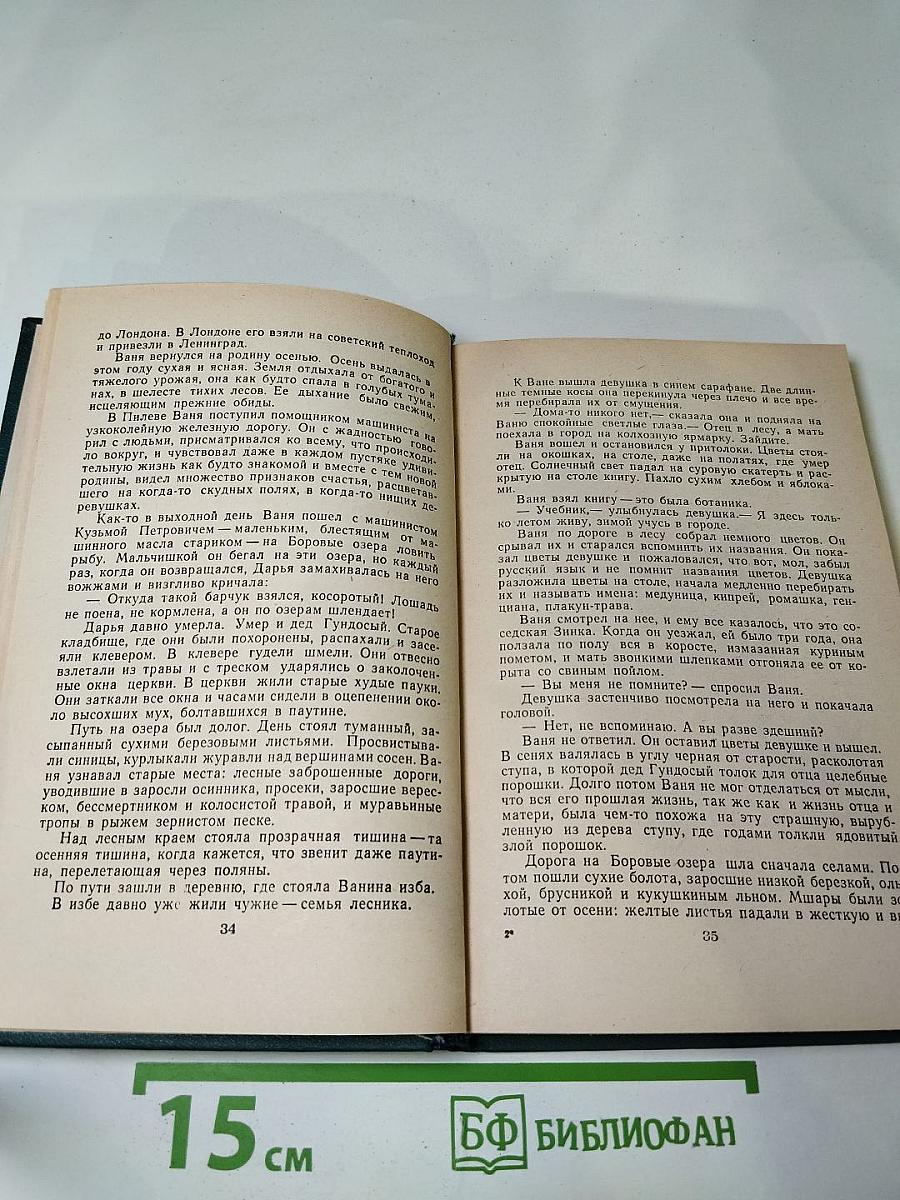 до Лондона. В Лондоне его взяли на советский теплоход
и привезли в Ленинград.
Ваня вернулся на родину осенью. Осень выдалась в
этом году сухая и ясная. Земля отдыхала от богатого и
тяжелого урожая, она как будто спала в голубых тума-
нах, в шелесте тихих лесов. Ее дыхание было свежим,
исцеляющим прежние обиды.
В Пилеве Ваня поступил помощником машиниста на
узкоколейную железную дорогу. Он с жадностью гово-
рил с людьми, присматривался ко всему, что происходи-
ло вокруг, и чувствовал даже в каждом пустяке удиви-
тельную жизнь как будто знакомой и вместе с тем новой
родины, видел множество признаков счастья, расцветав-
шего на когда-то скудных полях, в когда-то нищих де-
ревушках.
Как-то в выходной день Ваня пошел с машинистом
Кузьмой Петровичем — маленьким, блестящим от ма-
шинного масла стариком — на Боровые озера ловить
рыбу. Мальчишкой он бегал на эти озера, но каждый
раз, когда он возвращался, Дарья замахивалась на него
вожжами и визгливо кричала:
— Откуда такой барчук взялся, косоротый! Лошадь
не поена, не кормлена, а он по озерам шлендает!
Дарья давно умерла. Умер и дед Гундосый. Старое
кладбище, где они были похоронены, распахали и засе-
яли клевером. В клевере гудели шмели. Они отвесно
взлетали из травы и с треском ударялись о заколочен-
ные окна церкви. В церкви жили старые худые пауки.
Они заткали все окна и часами сидели в оцепенении око-
ло высохших мух, болтавшихся в паутине.
Путь на озера был долог. День стоял туманный, за-
сыпанный сухими березовыми листьями. Просвистыва-
ли синицы, курлыкали журавли над вершинами сосен. Ва-
ня узнавал старые места: лесные заброшенные дороги,
уводившие в заросли осинника, просеки, заросшие верес-
ком, бессмертником и колосистой травой, и муравьиные
тропы в рыжем зернистом песке.
Над лесным краем стояла прозрачная тишина — та
осенняя тишина, когда кажется, что звенит даже паути-
на, перелетающая через поляны.
По пути зашли в деревню, где стояла Ванина изба.
В избе давно уже жили чужие — семья лесника.
34
К Ване вышла девушка в синем сарафане. Две длин-
ные темные косы она перекинула через плечо и все вре-
мя перебирала их от смущения.
— Дома-то никого нет,— сказала она и подняла на
Ваню спокойные светлые глаза.— Отец в лесу, а мать
поехала в город на колхозную ярмарку. Зайдите.
Ваня вошел и остановился у притолоки. Цветы стоя-
ли на окошках, на столе, даже на полатях, где умер
отец. Солнечный свет падал на суровую скатерть и рас-
крытую на столе книгу. Пахло сухим хлебом и яблока-
ми.
Ваня взял книгу — это была ботаника.
— Учебник,— улыбнулась девушка.— Я здесь толь-
ко летом живу, зимой учусь в городе.
Ваня по дороге в лесу собрал немного цветов. Он
срывал их и старался вспомнить их названия. Он пока-
зал цветы девушке и пожаловался, что вот, мол, забыл
русский язык и не помнит названия цветов. Девушка
разложила цветы на столе, начала медленно перебирать
их и называть имена: медуница, кипрей, ромашка, ген-
циана, плакун-трава.
Ваня смотрел на нее, и ему все казалось, что это со-
седская Зинка. Когда он уезжал, ей было три года, она
ползала по полу вся в коросте, измазанная куриным
пометом, и мать звонкими шлепками отгоняла ее от ко-
рыта со свиным пойлом.
— Вы меня не помните? — спросил Ваня.
Девушка застенчиво посмотрела на него и покачала
головой.
— Нет, не вспоминаю. А вы разве здешний?
Ваня не ответил. Он оставил цветы девушке и вышел.
В сенях валялась в углу черная от старости, расколотая
ступа, в которой дед Гундосый толок для отца целебные
порошки. Долго потом Ваня не мог отделаться от мысли,
что вся его прошлая жизнь, так же как и жизнь отца и
матери, была чем-то похожа на эту страшную, выруб-
ленную из дерева ступу, где годами толкли ядовитый
злой порошок.
Дорога на Боровые озера шла сначала селами. По
том пошли сухие болота, заросшие низкой березкой, оль
хой, брусникой и кукушкиным льном. Мшары были зо
лотые от осени: желтые листья падали в жесткую и в
2*
35
15 см
БФ БИБЛИОФАН